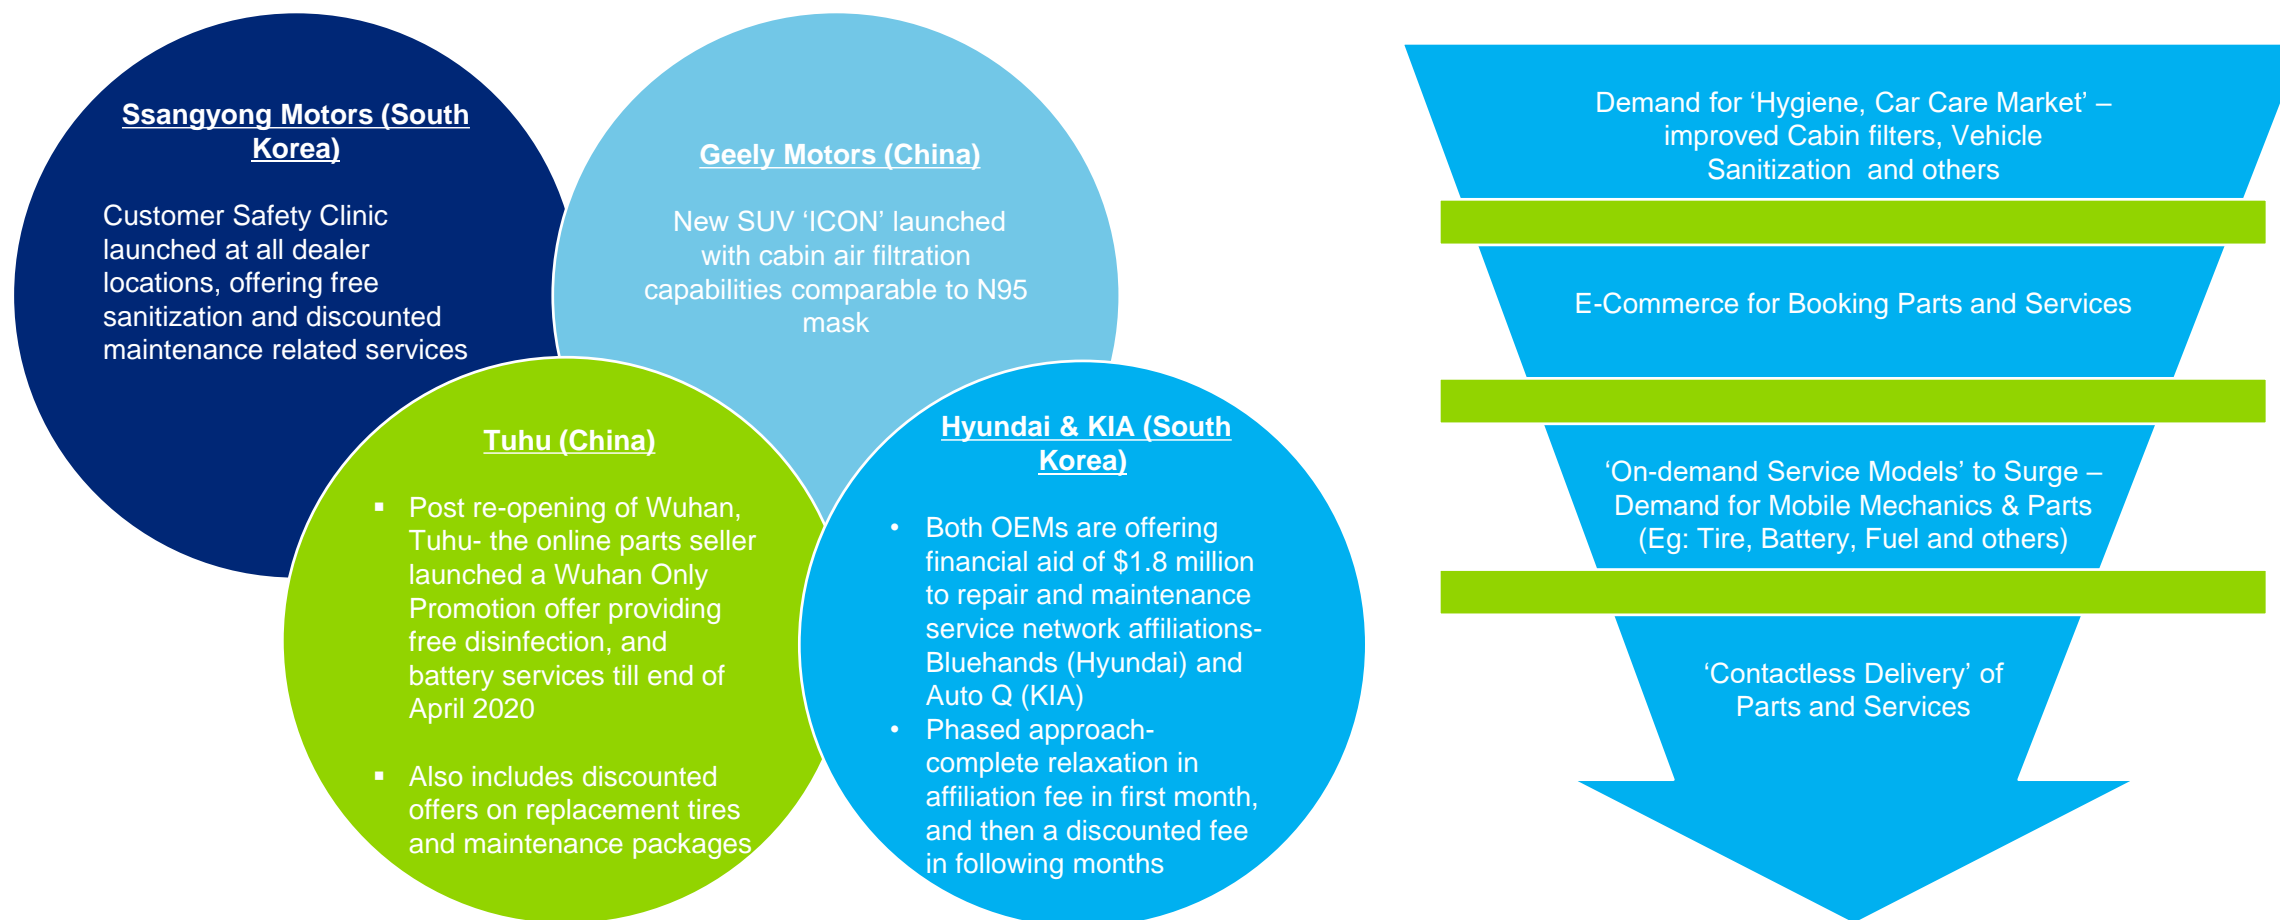 Ssangyong Motors (South
Korea)
Customer Safety Clinic
launched at all dealer
locations, offering free
sanitization and discounted
maintenance related services
Geely Motors (China)
New SUV ‘ICON’ launched
with cabin air filtration
capabilities comparable to N95
mask
Tuhu (China)
▪ Post re-opening of Wuhan,
Tuhu- the online parts seller
launched a Wuhan Only
Promotion offer providing
free disinfection, and
battery services till end of
April 2020
▪ Also includes discounted
offers on replacement tires
and maintenance packages
Hyundai & KIA (South
Korea)
• Both OEMs are offering
financial aid of $1.8 million
to repair and maintenance
service network affiliations-
Bluehands (Hyundai) and
Auto Q (KIA)
• Phased approach-
complete relaxation in
affiliation fee in first month,
and then a discounted fee
in following months
Demand for ‘Hygiene, Car Care Market’ –
improved Cabin filters, Vehicle
Sanitization and others
E-Commerce for Booking Parts and Services
‘On-demand Service Models’ to Surge –
Demand for Mobile Mechanics & Parts
(Eg: Tire, Battery, Fuel and others)
‘Contactless Delivery’ of
Parts and Services